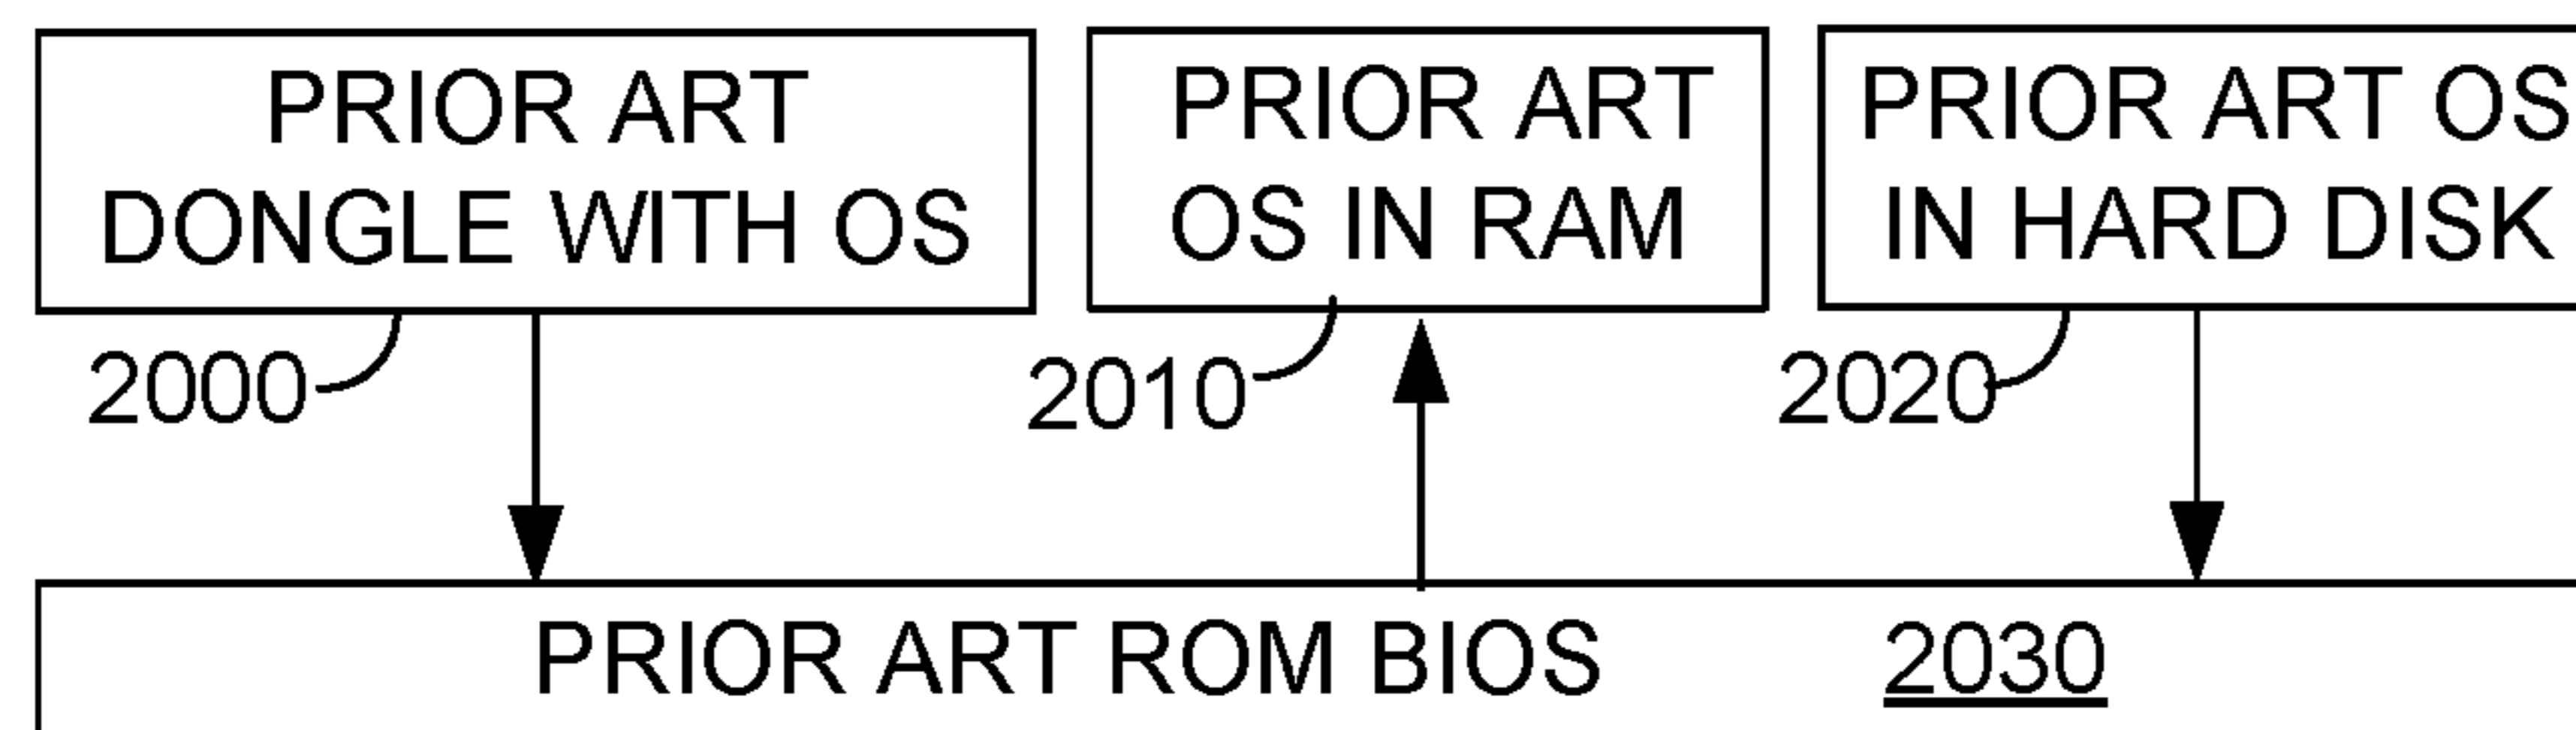 PRIOR ART
DONGLE WITH OS
PRIOR ART
OS IN RAM
PRIOR ART OS
IN HARD DISK
2000
2010
2020
PRIOR ART ROM BIOS 2030